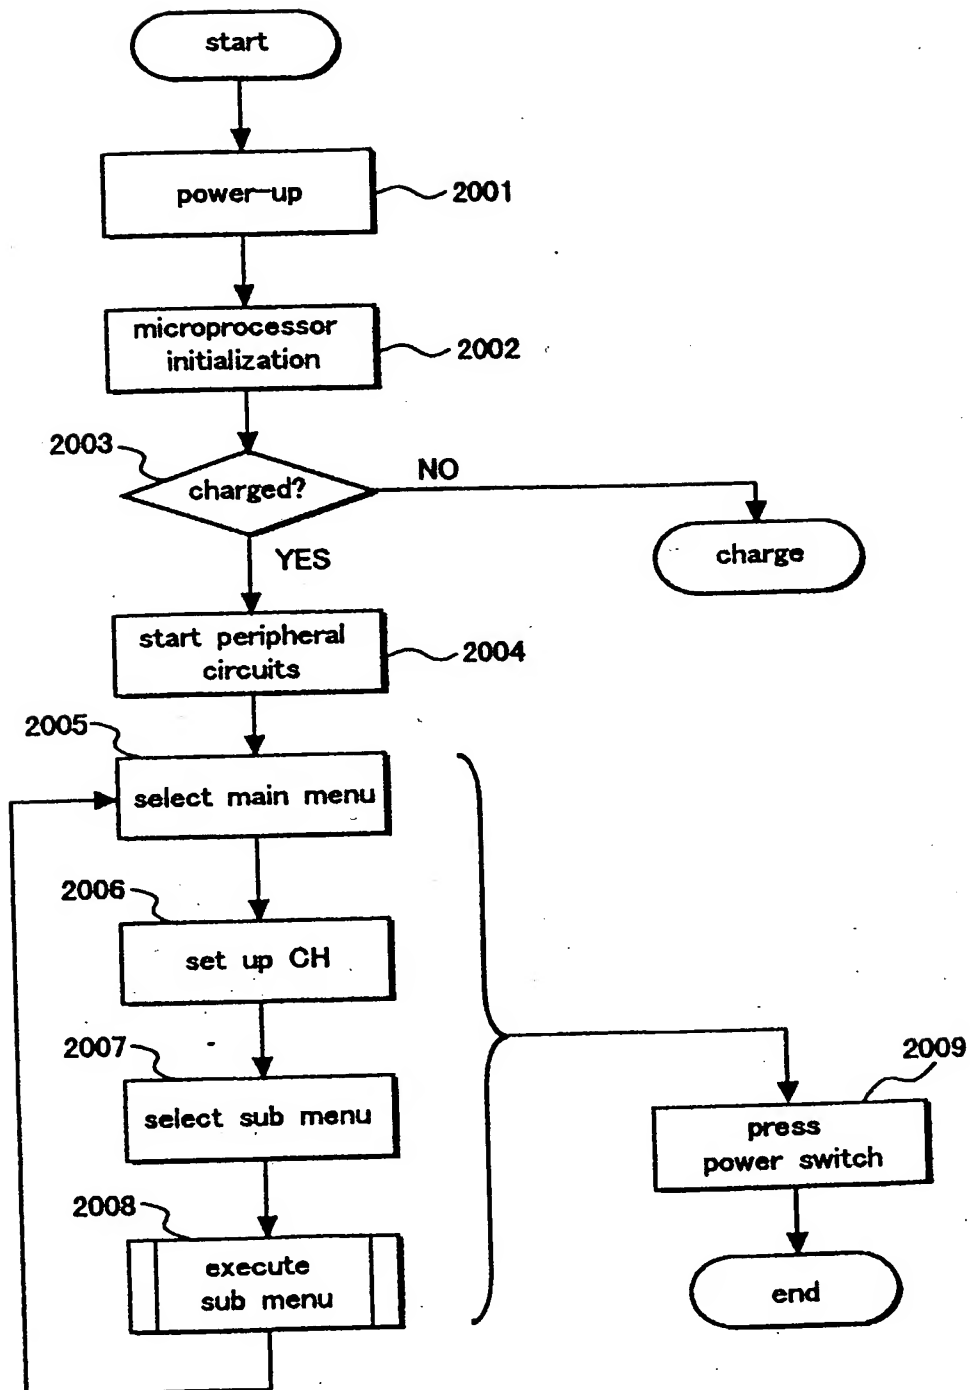 start
power-up
2001
microprocessor
initialization
2002
2003
charged?
NO
YES
charge
start peripheral
circuits
2004
2005
select main menu
2006
set up CH
2007
select sub menu
2008
execute
sub menu
2009
press
power switch
end